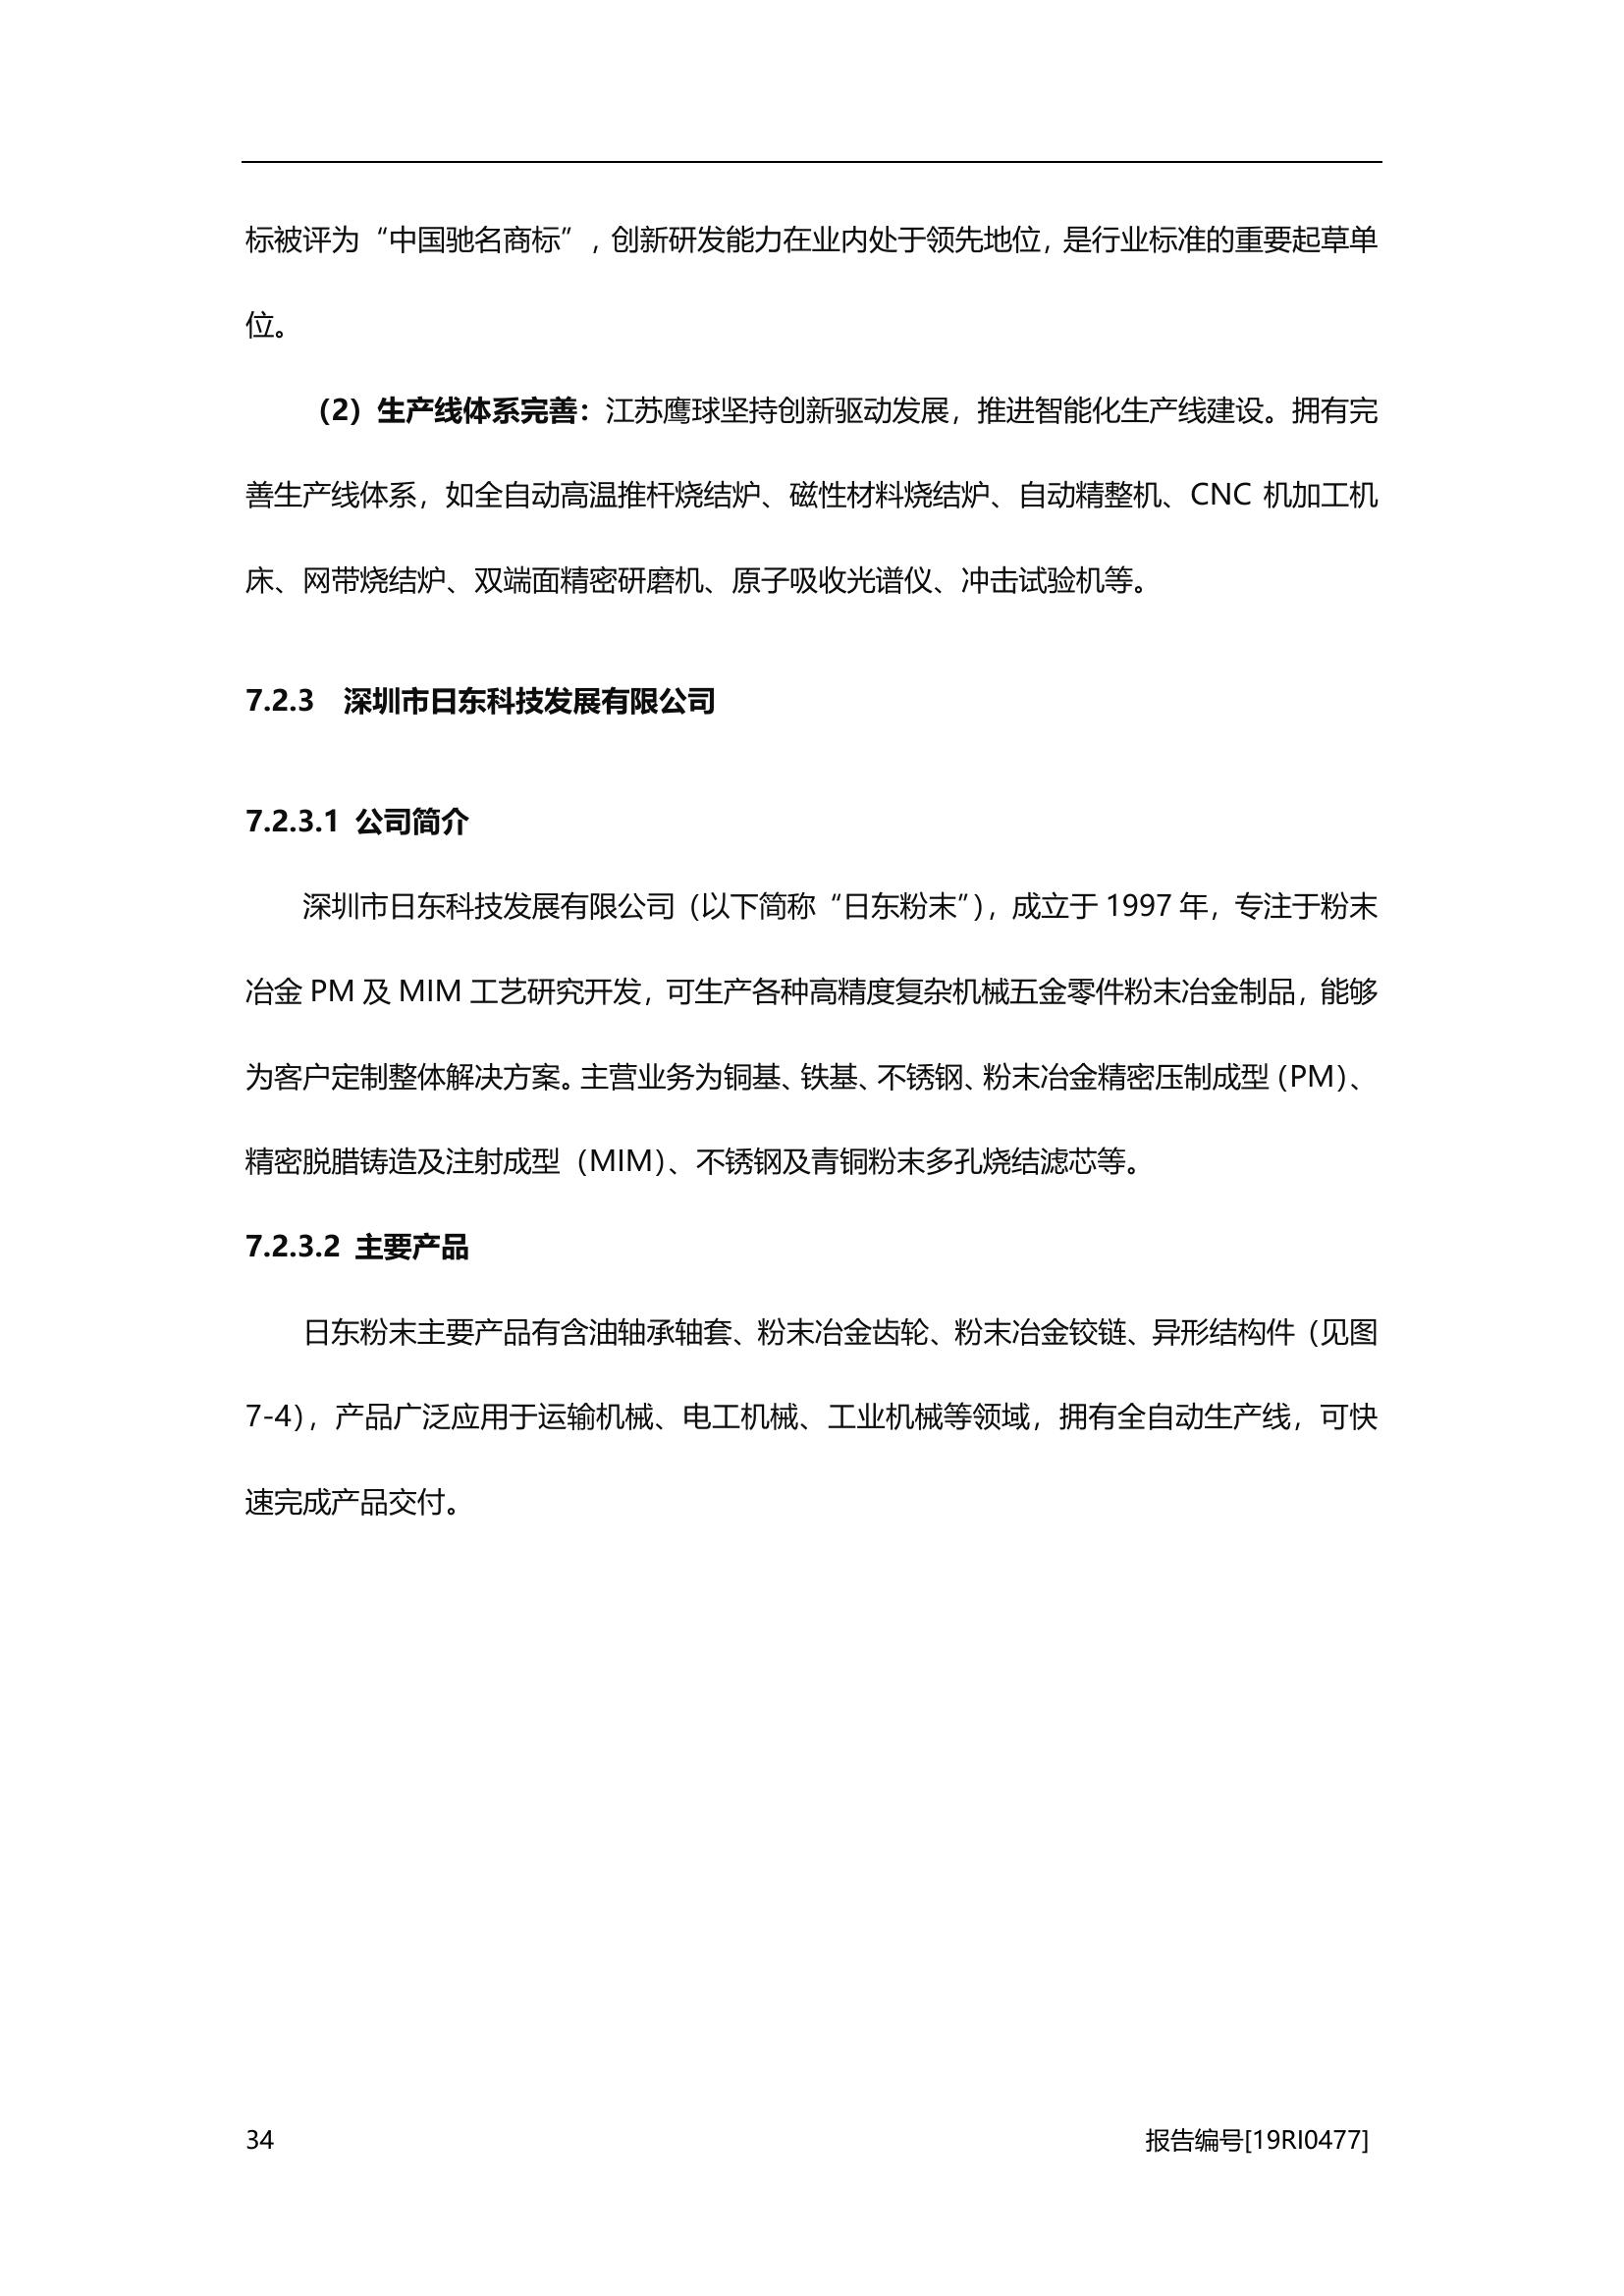 标被评为“中国驰名商标”，创新研发能力在业内处于领先地位，是行业标准的重要起草单
位。
（2）生产线体系完善：江苏鹰球坚持创新驱动发展，推进智能化生产线建设。拥有完
善生产线体系，如全自动高温推杆烧结炉、磁性材料烧结炉、自动精整机、CNC 机加工机
床、网带烧结炉、双端面精密研磨机、原子吸收光谱仪、冲击试验机等。
7.2.3 深圳市日东科技发展有限公司
7.2.3.1 公司简介
深圳市日东科技发展有限公司（以下简称“日东粉末”），成立于 1997 年，专注于粉末
冶金 PM 及 MIM 工艺研究开发，可生产各种高精度复杂机械五金零件粉末冶金制品，能够
为客户定制整体解决方案。主营业务为铜基、铁基、不锈钢、粉末冶金精密压制成型（PM）、
精密脱腊铸造及注射成型（MIM）、不锈钢及青铜粉末多孔烧结滤芯等。
7.2.3.2 主要产品
日东粉末主要产品有含油轴承轴套、粉末冶金齿轮、粉末冶金铰链、异形结构件（见图
7-4），产品广泛应用于运输机械、电工机械、工业机械等领域，拥有全自动生产线，可快
速完成产品交付。
34 报告编号[19RI0477]